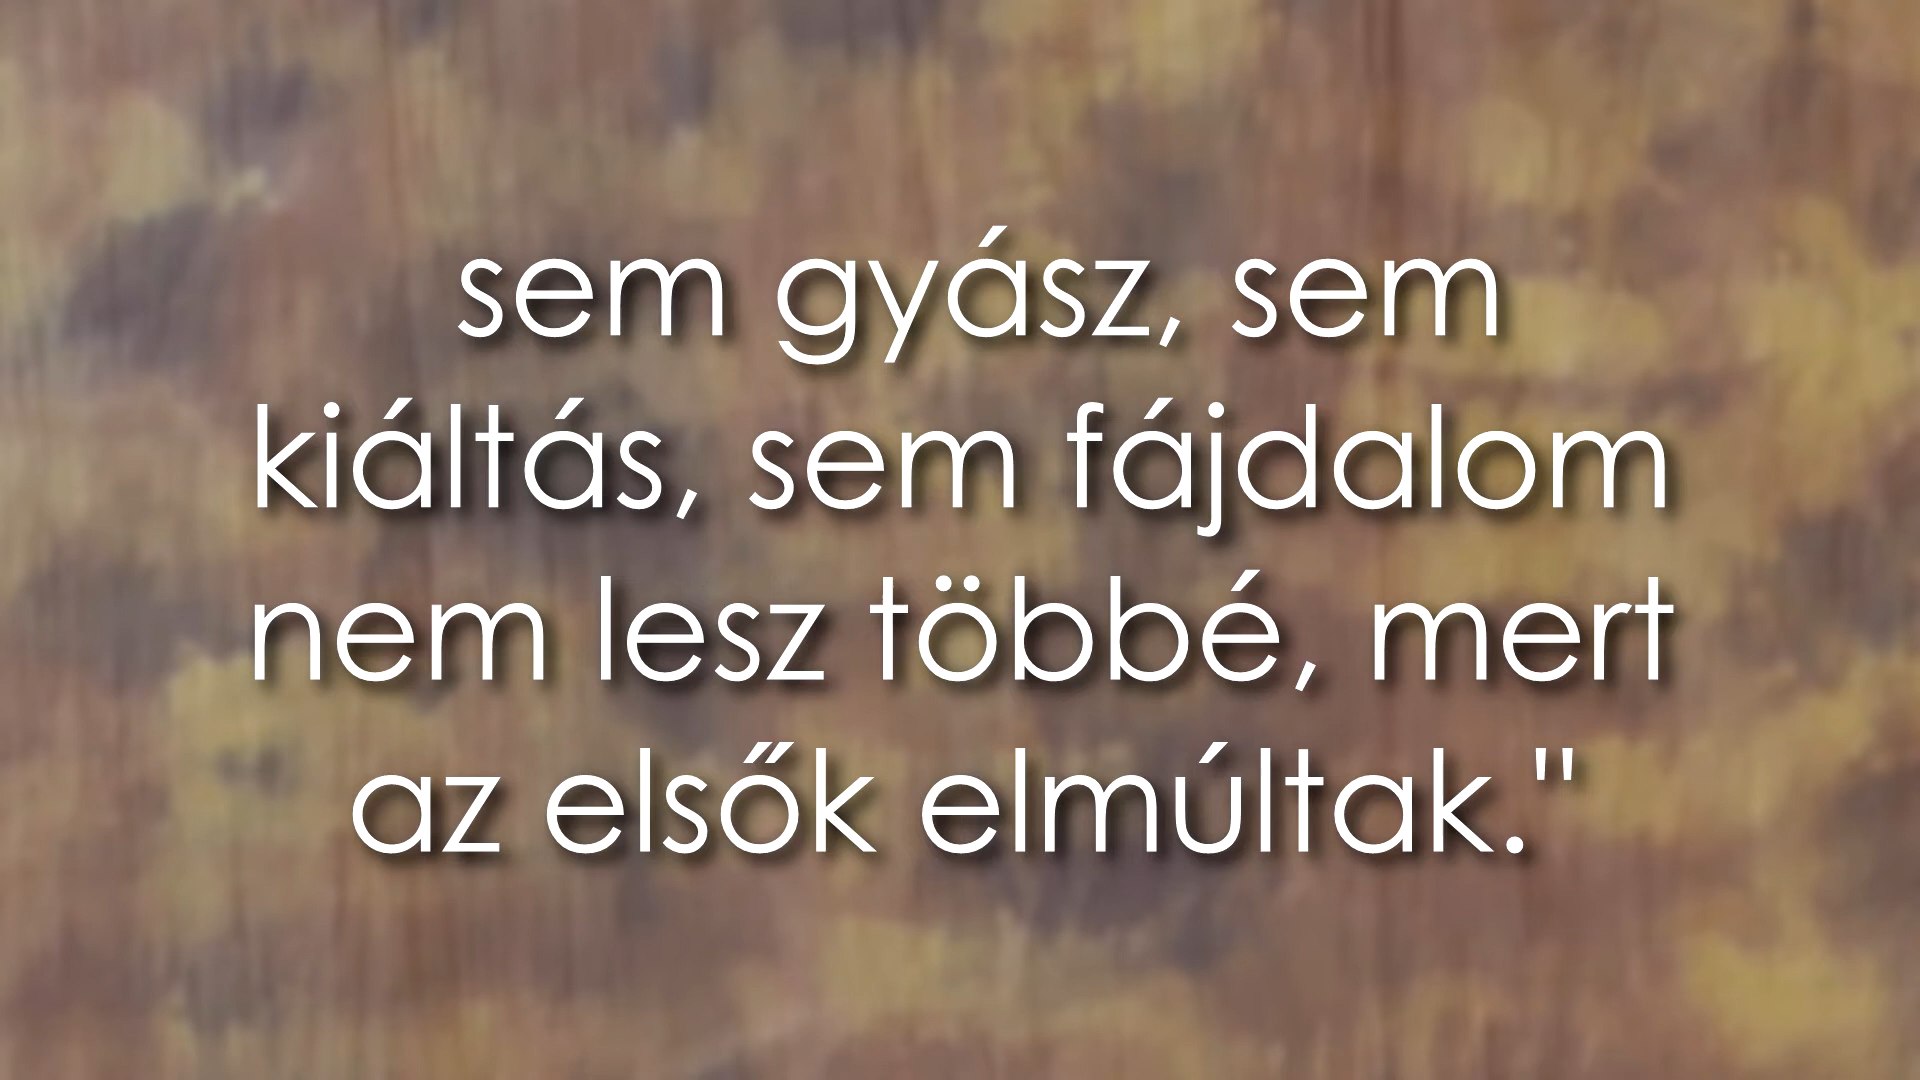 sem gyász, sem
kiáltás, sem fájdalom
nem lesz többé, mert
az elsők elmúltak."